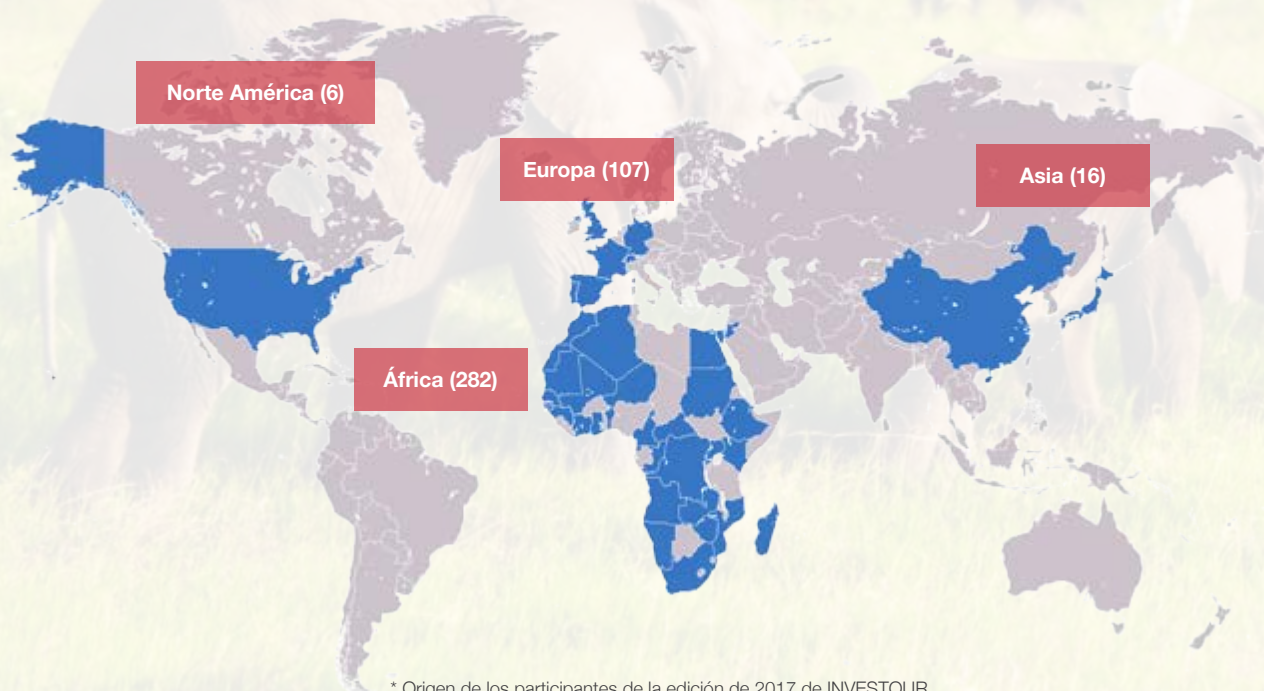 Norte América (6)
Europa (107)
Asia (16)
África (282)
* Origen de los participantes de la edición de 2017 de INVESTOUR